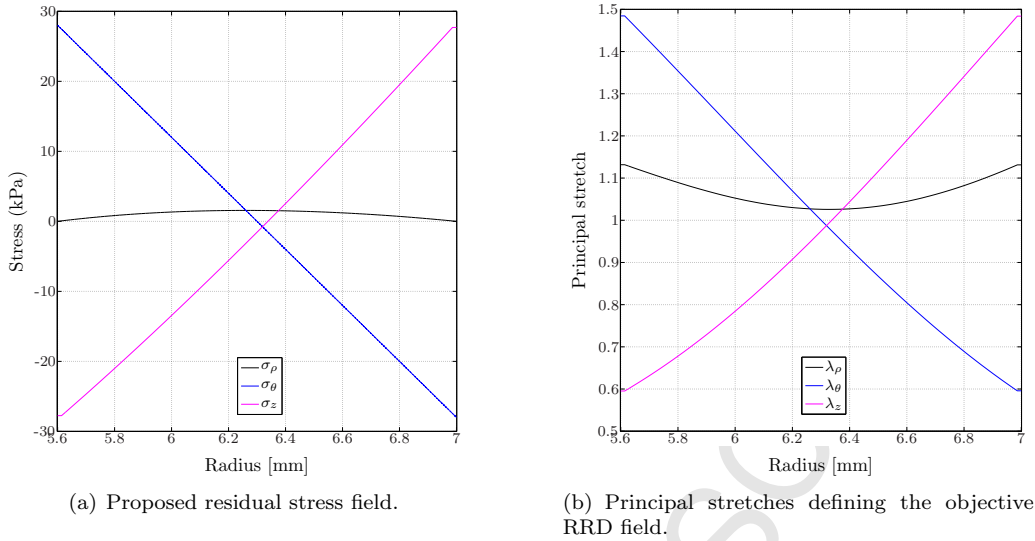 30
20
10
0
-10
-20
-30
Stress (kPa)
5.6 5.8 6 6.2 6.4 6.6 6.8 7
Radius [mm]
σρ
σθ
σz
(a) Proposed residual stress field.
1.5
1.4
1.3
1.2
1.1
1
0.9
0.8
0.7
0.6
0.5
Principal stretch
5.6 5.8 6 6.2 6.4 6.6 6.8 7
Radius [mm]
λρ
λθ
λz
(b) Principal stretches defining the objective
RRD field.